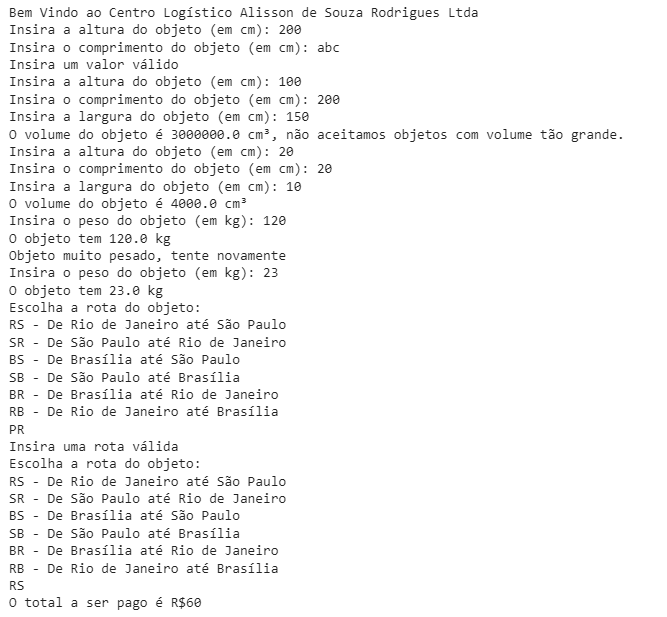 Bem Vindo ao Centro Logístico Alisson de Souza Rodrigues Ltda
Insira a altura do objeto (em cm): 200
Insira o comprimento do objeto (em cm): abc
Insira um valor válido
Insira a altura do objeto (em cm): 100
Insira o comprimento do objeto (em cm): 200
Insira a largura do objeto (em cm): 150
O volume do objeto é 3000000.0 cm³, não aceitamos objetos com volume tão grande.
Insira a altura do objeto (em cm): 20
Insira o comprimento do objeto (em cm): 20
Insira a largura do objeto (em cm): 10
O volume do objeto é 4000.0 cm³
Insira o peso do objeto (em kg): 120
O objeto tem 120.0 kg
Objeto muito pesado, tente novamente
Insira o peso do objeto (em kg): 23
O objeto tem 23.0 kg
Escolha a rota do objeto:
RS - De Rio de Janeiro até São Paulo
SR - De São Paulo até Rio de Janeiro
BS - De Brasília até São Paulo
SB - De São Paulo até Brasília
BR - De Brasília até Rio de Janeiro
RB - De Rio de Janeiro até Brasília
PR
Insira uma rota válida
Escolha a rota do objeto:
RS - De Rio de Janeiro até São Paulo
SR - De São Paulo até Rio de Janeiro
BS - De Brasília até São Paulo
SB - De São Paulo até Brasília
BR - De Brasília até Rio de Janeiro
RB - De Rio de Janeiro até Brasília
RS
O total a ser pago é R$60